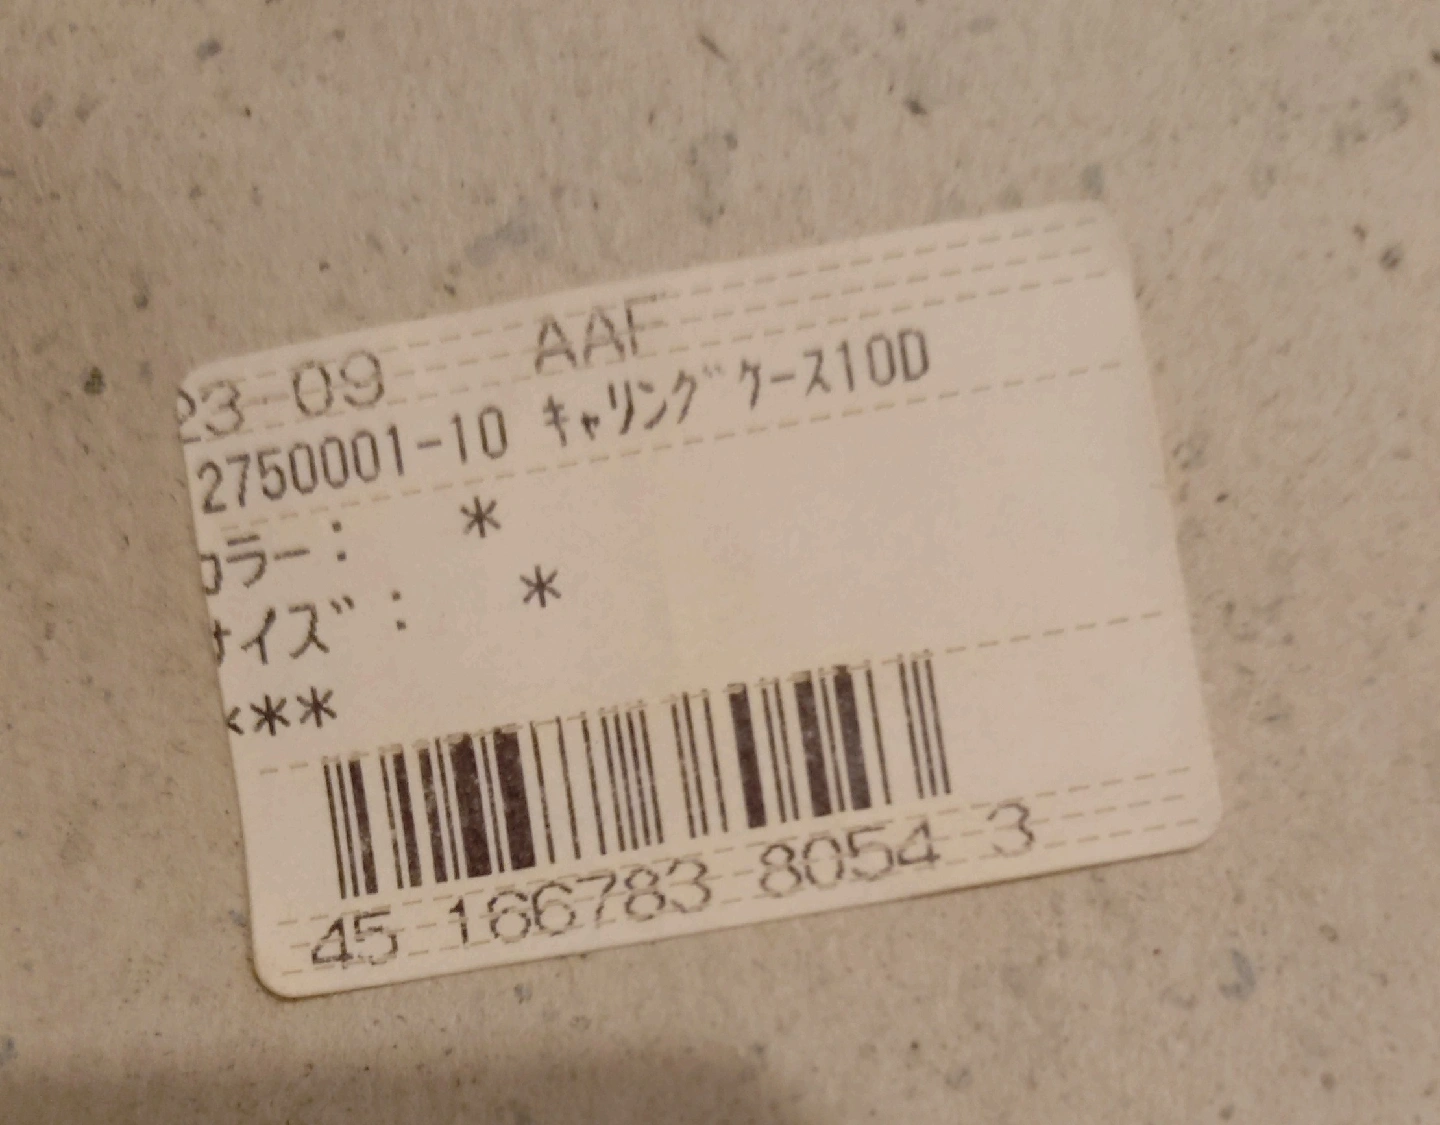 23-09 AAF
2750001-10 ｷｬﾘﾝｸﾞｹｰｽ10D
カラー： *
サイズ： *
***
45 166783 8054 3